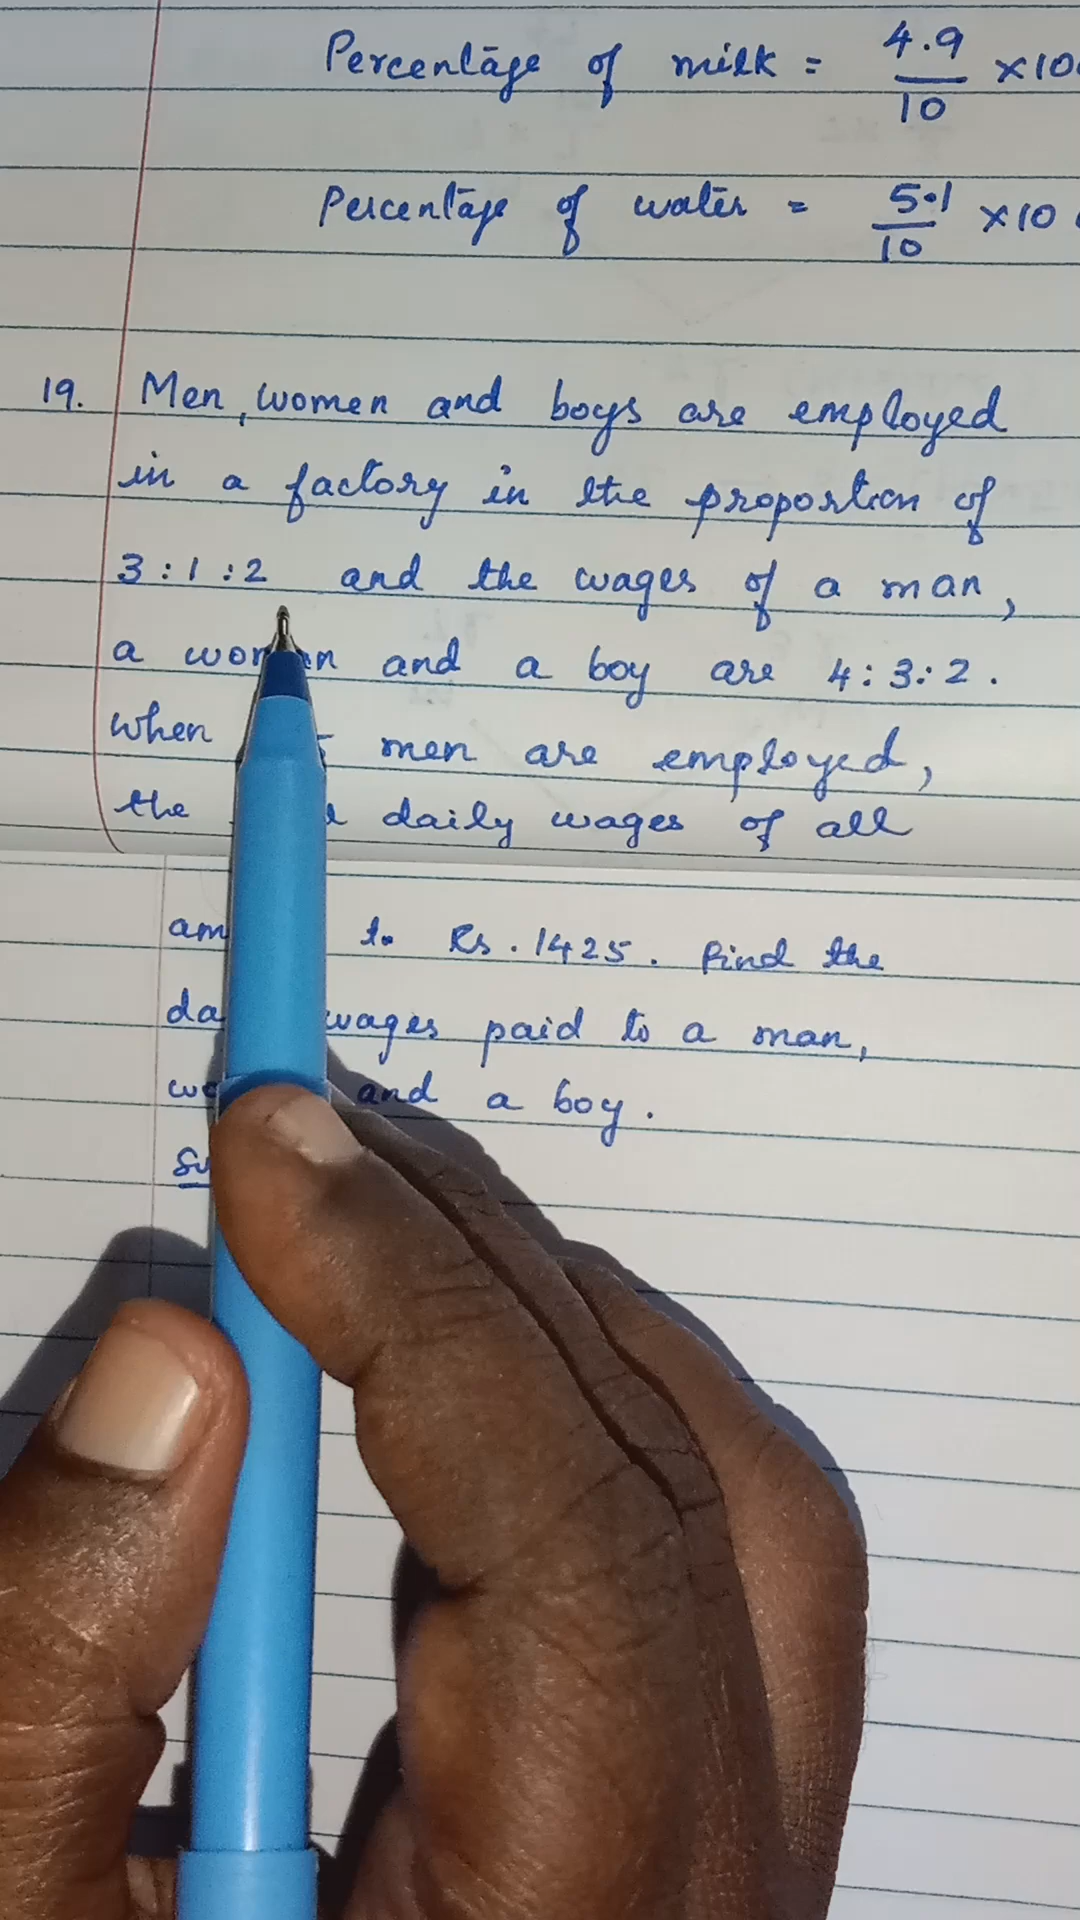 Percentage of milk = 4.9/10 ×10
Percentage of water = 5.1/10 ×10
19. Men, women and boys are employed
in a factory in the proportion of
3:1:2 and the wages of a man,
a and a boy are 4:3:2.
when men are employed,
the daily wages of all
to Rs. 1425. Find the
wages paid to a man,
and a boy.